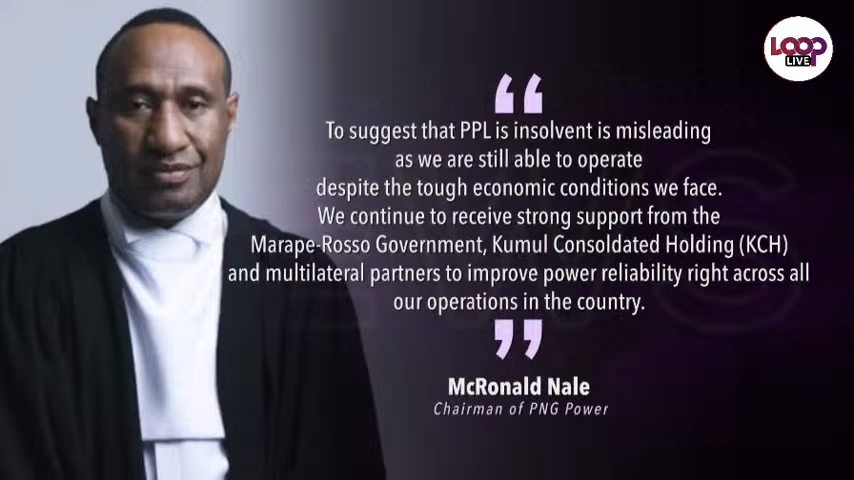 LOOP
LIVE
“
To suggest that PPL is insolvent is misleading
as we are still able to operate
despite the tough economic conditions we face.
We continue to receive strong support from the
Marape-Rosso Government, Kumul Consoldated Holding (KCH)
and multilateral partners to improve power reliability right across all
our operations in the country.
”
McRonald Nale
Chairman of PNG Power